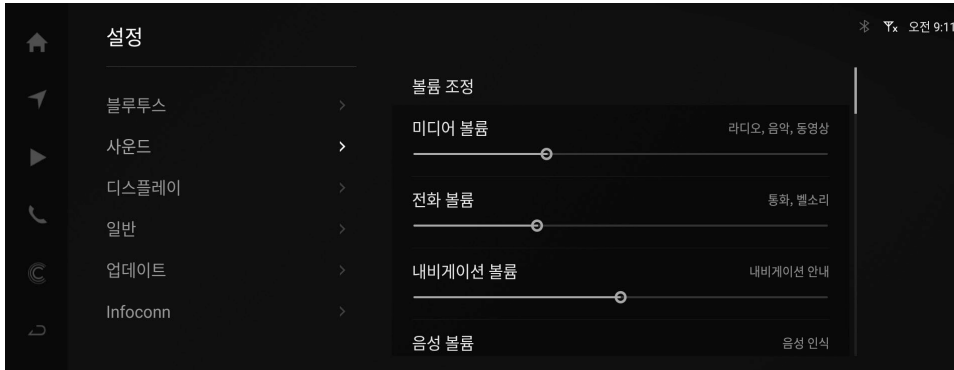 설정
오전 9:11
블루투스
사운드
디스플레이
일반
업데이트
Infoconn
볼륨 조정
미디어 볼륨 라디오, 음악, 동영상
전화 볼륨 통화, 벨소리
내비게이션 볼륨 내비게이션 안내
음성 볼륨 음성 인식